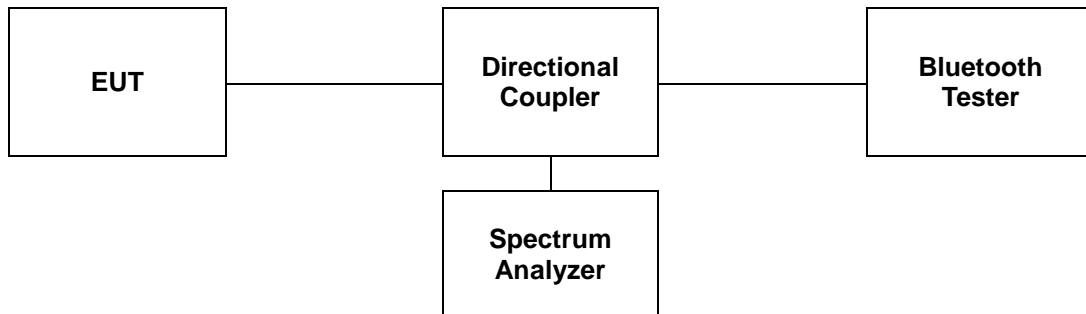 EUT
Directional
Coupler
Bluetooth
Tester
Spectrum
Analyzer